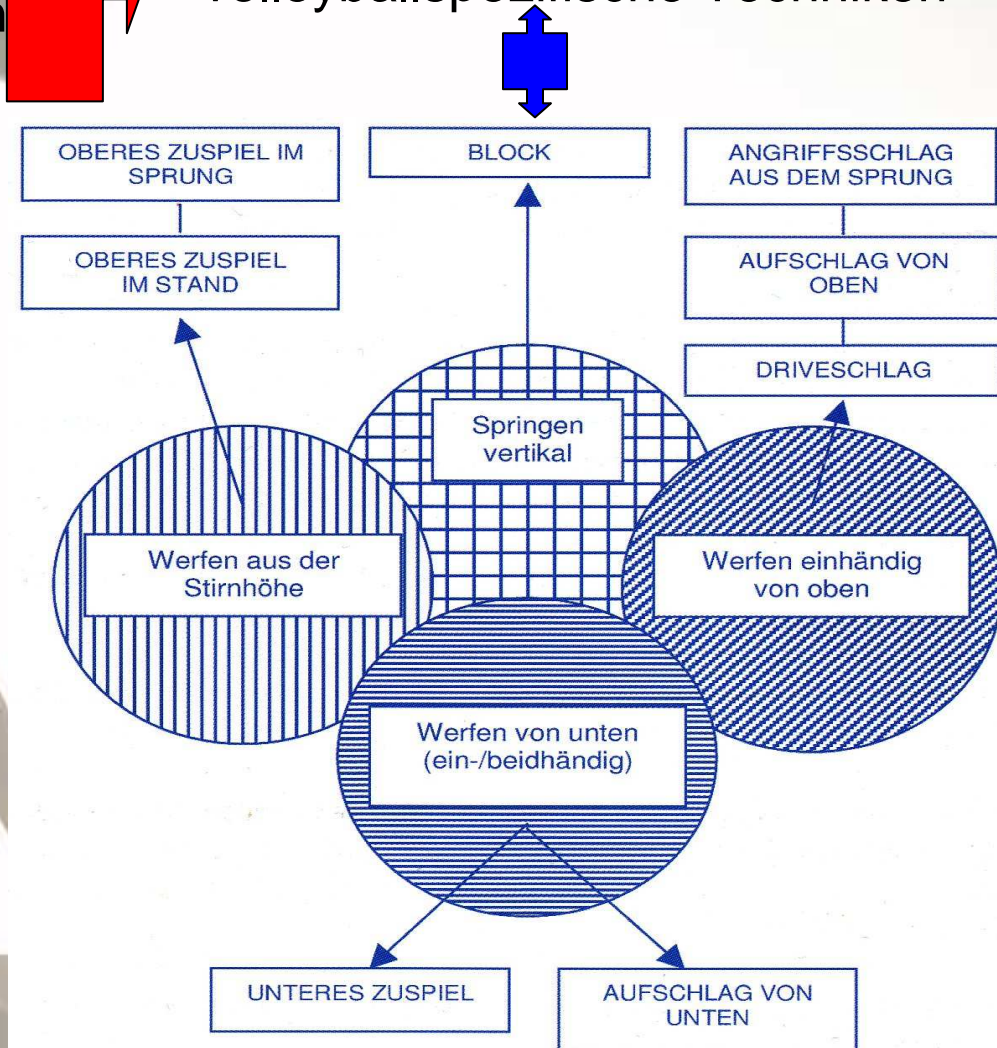 OBERES ZUSPIEL IM
SPRUNG
BLOCK
ANGRIFFSSCHLAG
AUS DEM SPRUNG
OBERES ZUSPIEL
IM STAND
AUFSCHLAG VON
OBEN
DRIVESCHLAG
Springen
vertikal
Werfen aus der
Stirnhöhe
Werfen einhändig
von oben
Werfen von unten
(ein-/beidhändig)
UNTERES ZUSPIEL
AUFSCHLAG VON
UNTEN